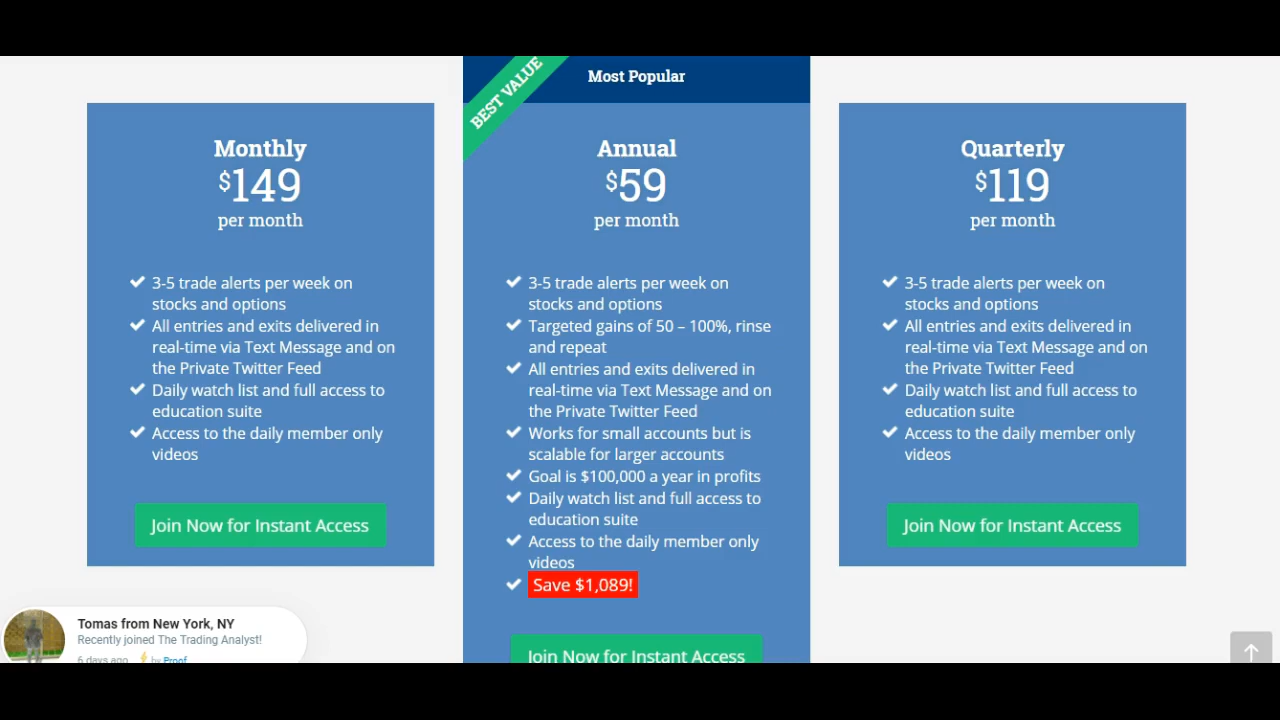 Monthly
$149
per month
3-5 trade alerts per week on
stocks and options
All entries and exits delivered in
real-time via Text Message and on
the Private Twitter Feed
Daily watch list and full access to
education suite
Access to the daily member only
videos
Join Now for Instant Access
BEST VALUE
Most Popular
Annual
$59
per month
3-5 trade alerts per week on
stocks and options
Targeted gains of 50 – 100%, rinse
and repeat
All entries and exits delivered in
real-time via Text Message and on
the Private Twitter Feed
Works for small accounts but is
scalable for larger accounts
Goal is $100,000 a year in profits
Daily watch list and full access to
education suite
Access to the daily member only
videos
Save $1,089!
Join Now for Instant Access
Quarterly
$119
per month
3-5 trade alerts per week on
stocks and options
All entries and exits delivered in
real-time via Text Message and on
the Private Twitter Feed
Daily watch list and full access to
education suite
Access to the daily member only
videos
Join Now for Instant Access
Tomas from New York, NY
Recently joined The Trading Analyst!
6 days ago by Proof